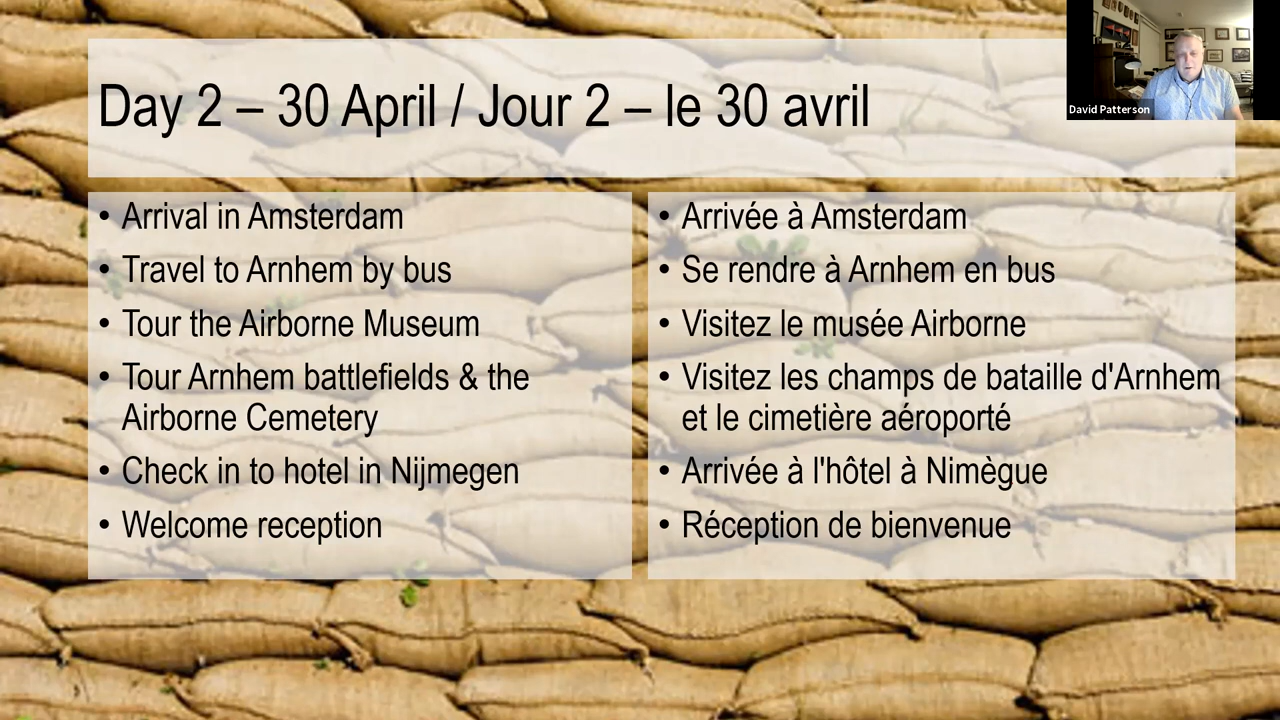 Day 2 – 30 April / Jour 2 – le 30 avril
David Patterson
• Arrival in Amsterdam
• Travel to Arnhem by bus
• Tour the Airborne Museum
• Tour Arnhem battlefields & the
Airborne Cemetery
• Check in to hotel in Nijmegen
• Welcome reception
• Arrivée à Amsterdam
• Se rendre à Arnhem en bus
• Visitez le musée Airborne
• Visitez les champs de bataille d'Arnhem
et le cimetière aéroporté
• Arrivée à l'hôtel à Nimègue
• Réception de bienvenue